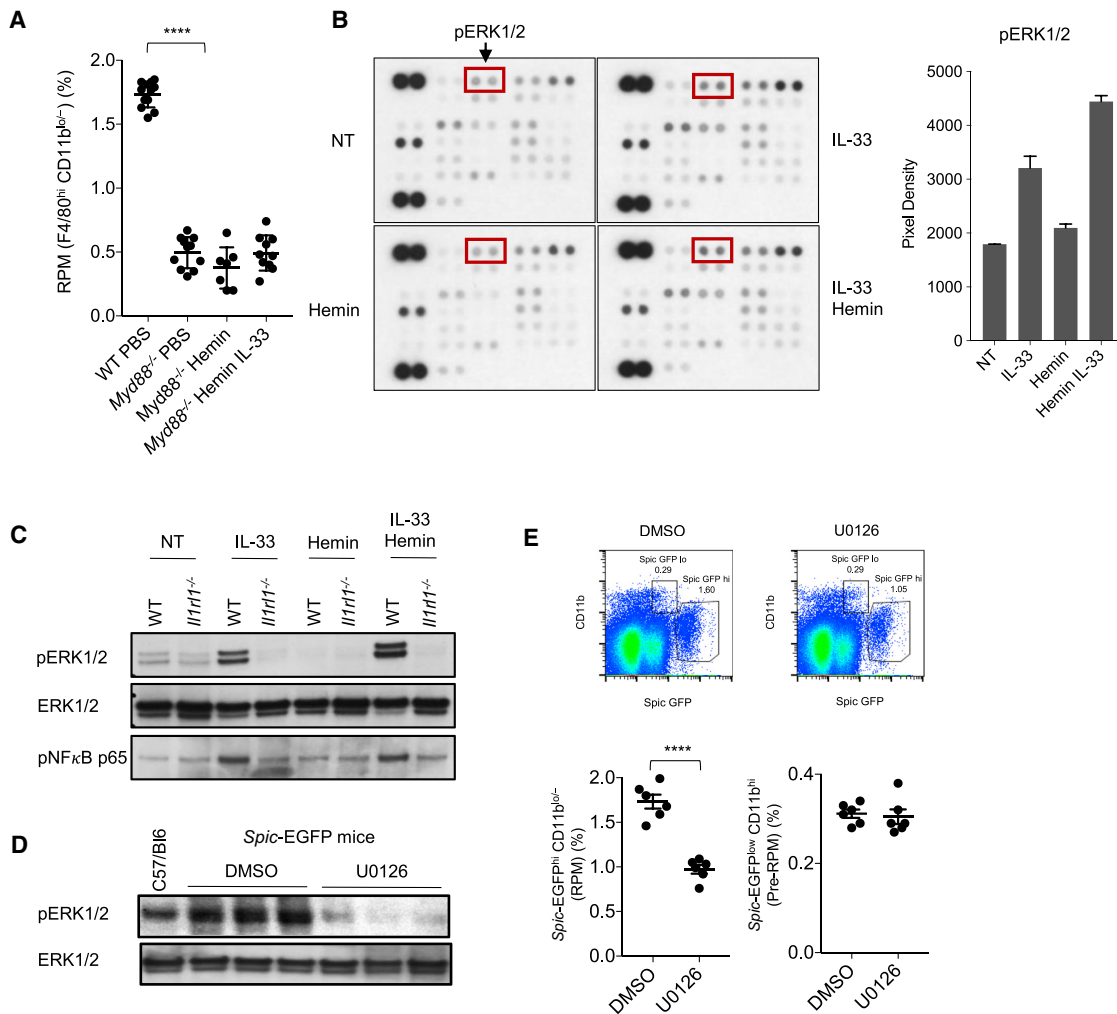 A
****
RPM (F4/80hi CD11blo/−) (%)
2.0
1.5
1.0
0.5
0.0
WT PBS
Myd88-/- PBS
Myd88-/- Hemin
Myd88-/- Hemin IL-33
B
pERK1/2
NT
IL-33
Hemin
IL-33
Hemin
pERK1/2
Pixel Density
5000
4000
3000
2000
1000
0
NT
IL-33
Hemin
Hemin IL-33
C
NT
IL-33
Hemin
IL-33
Hemin
WT
Il1rl1-/-
WT
Il1rl1-/-
WT
Il1rl1-/-
WT
Il1rl1-/-
pERK1/2
ERK1/2
pNFκB p65
D
C57/Bl6
Spic-EGFP mice
DMSO
U0126
pERK1/2
ERK1/2
E
DMSO
U0126
Spic GFP lo
0.29
Spic GFP hi
1.60
CD11b
Spic GFP
Spic GFP lo
0.29
Spic GFP hi
1.05
CD11b
Spic GFP
****
Spic-EGFPhi CD11blo/−
(RPM) (%)
2.0
1.5
1.0
0.5
0.0
DMSO
U0126
Spic-EGFPlow CD11bhi
(Pre-RPM) (%)
0.4
0.2
0.0
DMSO
U0126